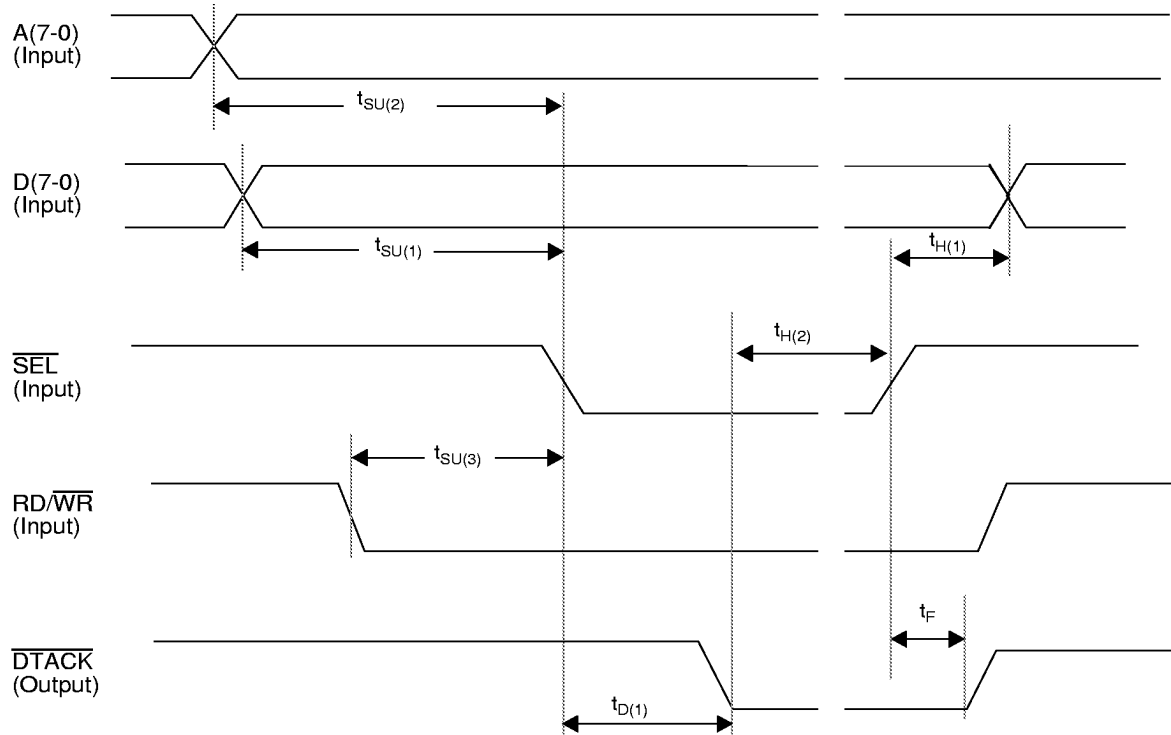 A(7-0)
(Input)
tSU(2)
D(7-0)
(Input)
tSU(1)
tH(1)
SEL
(Input)
tH(2)
tSU(3)
RD/WR
(Input)
tF
DTACK
(Output)
tD(1)